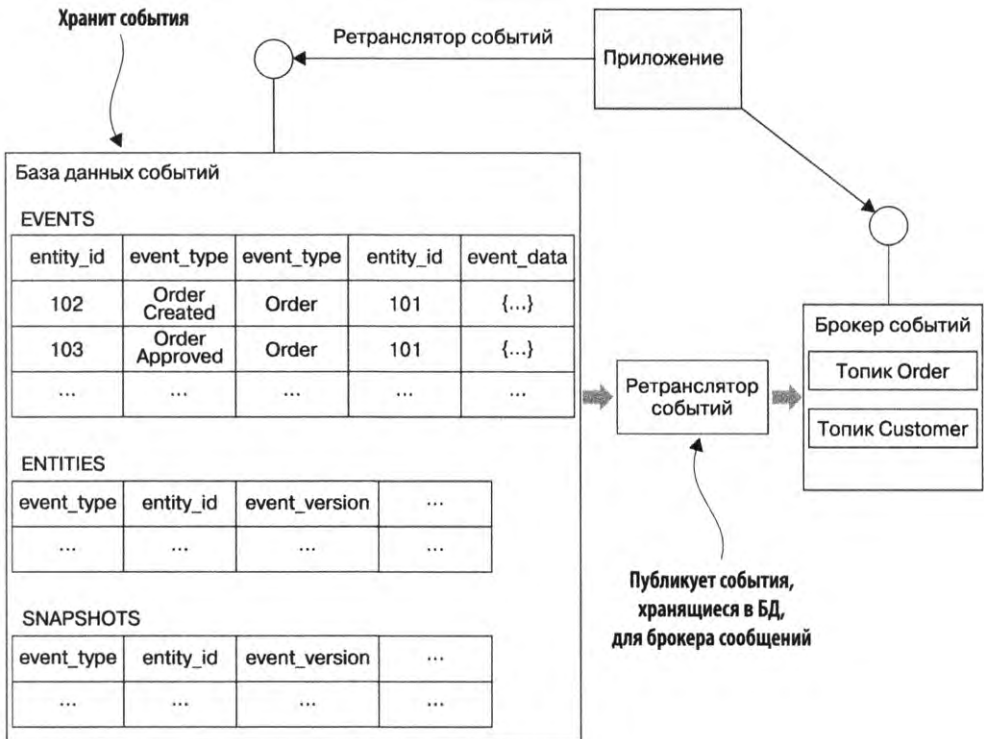 Хранит события
Ретранслятор событий
Приложение
База данных событий
EVENTS
entity_id event_type event_type entity_id event_data
102 Order Created Order 101 {...}
103 Order Approved Order 101 {...}
... ... ... ... ...
ENTITIES
event_type entity_id event_version ...
... ... ... ...
SNAPSHOTS
event_type entity_id event_version ...
... ... ... ...
Ретранслятор
событий
Брокер событий
Топик Order
Топик Customer
Публикует события,
хранящиеся в БД,
для брокера сообщений